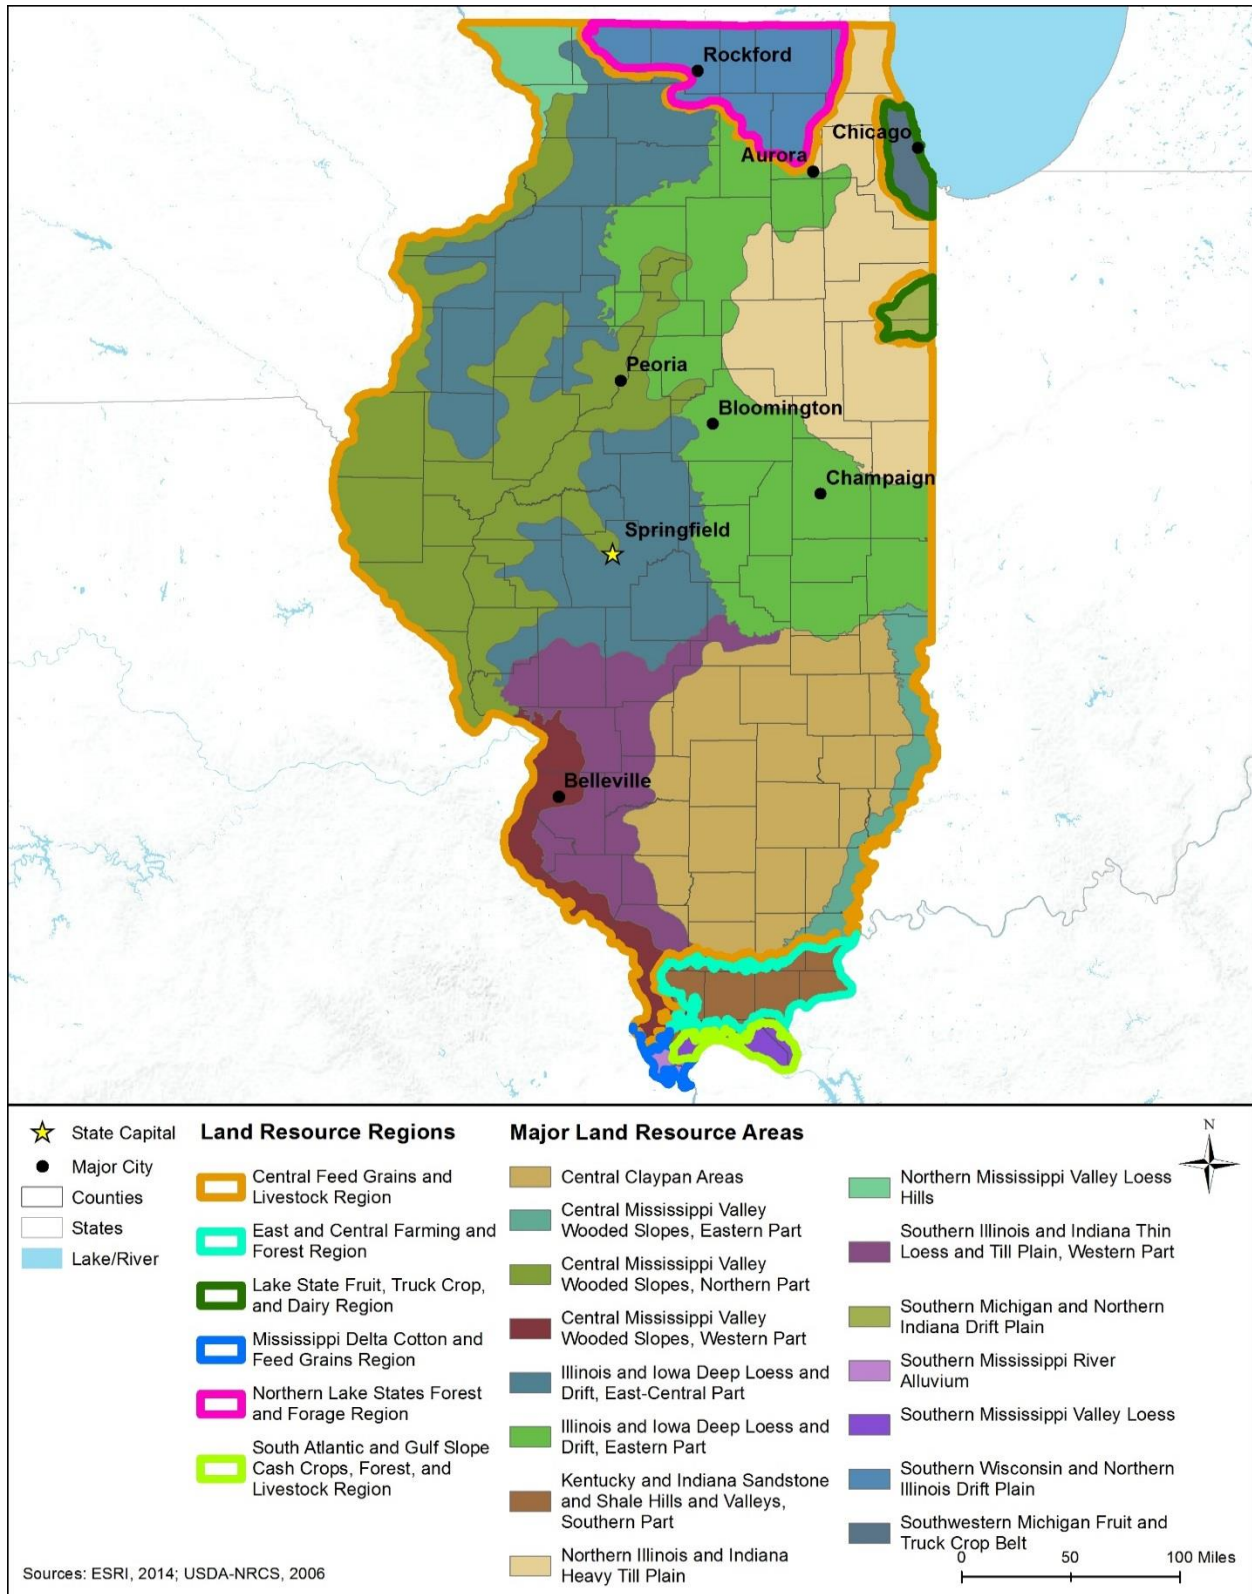 Rockford
Chicago
Aurora
Peoria
Bloomington
Champaign
Springfield
Belleville
State Capital
Major City
Counties
States
Lake/River
Land Resource Regions
Central Feed Grains and
Livestock Region
East and Central Farming and
Forest Region
Lake State Fruit, Truck Crop,
and Dairy Region
Mississippi Delta Cotton and
Feed Grains Region
Northern Lake States Forest
and Forage Region
South Atlantic and Gulf Slope
Cash Crops, Forest, and
Livestock Region
Major Land Resource Areas
Central Claypan Areas
Central Mississippi Valley
Wooded Slopes, Eastern Part
Central Mississippi Valley
Wooded Slopes, Northern Part
Central Mississippi Valley
Wooded Slopes, Western Part
Illinois and Iowa Deep Loess and
Drift, East-Central Part
Illinois and Iowa Deep Loess and
Drift, Eastern Part
Kentucky and Indiana Sandstone
and Shale Hills and Valleys,
Southern Part
Northern Illinois and Indiana
Heavy Till Plain
Northern Mississippi Valley Loess
Hills
Southern Illinois and Indiana Thin
Loess and Till Plain, Western Part
Southern Michigan and Northern
Indiana Drift Plain
Southern Mississippi River
Alluvium
Southern Mississippi Valley Loess
Southern Wisconsin and Northern
Illinois Drift Plain
Southwestern Michigan Fruit and
Truck Crop Belt
N
0 50 100 Miles
Sources: ESRI, 2014; USDA-NRCS, 2006